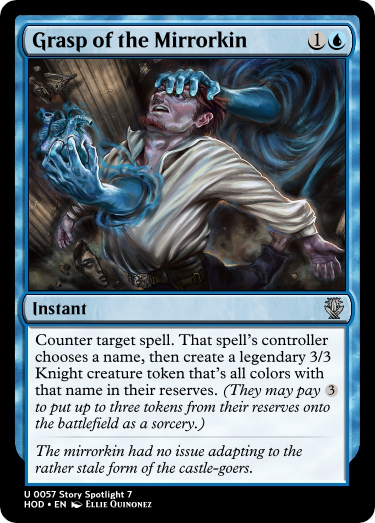 Grasp of the Mirrorkin 1
Instant
Counter target spell. That spell's controller
chooses a name, then create a legendary 3/3
Knight creature token that's all colors with
that name in their reserves. (They may pay 3
to put up to three tokens from their reserves onto
the battlefield as a sorcery.)
The mirrorkin had no issue adapting to the
rather stale form of the castle-goers.
U 0057 Story Spotlight 7
HOD • EN Ellie Quinonez